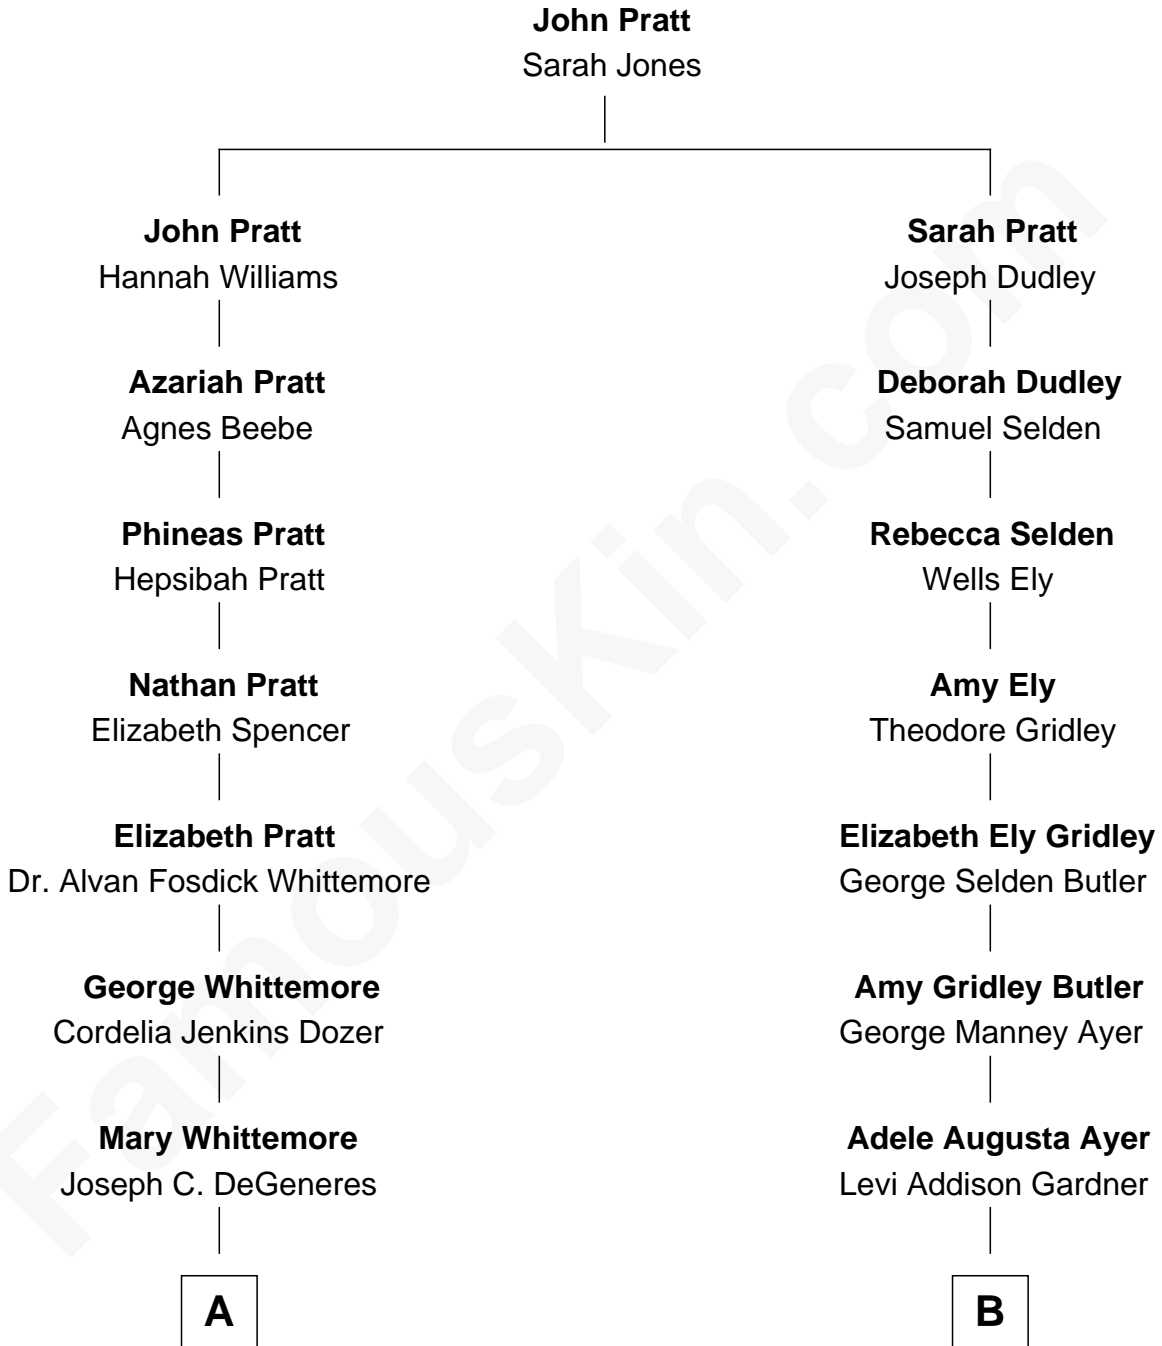 John Pratt
Sarah Jones
John Pratt
Hannah Williams
Sarah Pratt
Joseph Dudley
Azariah Pratt
Agnes Beebe
Deborah Dudley
Samuel Selden
Phineas Pratt
Hepsibah Pratt
Rebecca Selden
Wells Ely
Nathan Pratt
Elizabeth Spencer
Amy Ely
Theodore Gridley
Elizabeth Pratt
Dr. Alvan Fosdick Whittemore
Elizabeth Ely Gridley
George Selden Butler
George Whittemore
Cordelia Jenkins Dozer
Amy Gridley Butler
George Manney Ayer
Mary Whittemore
Joseph C. DeGeneres
Adele Augusta Ayer
Levi Addison Gardner
A
B
FamousKin.com